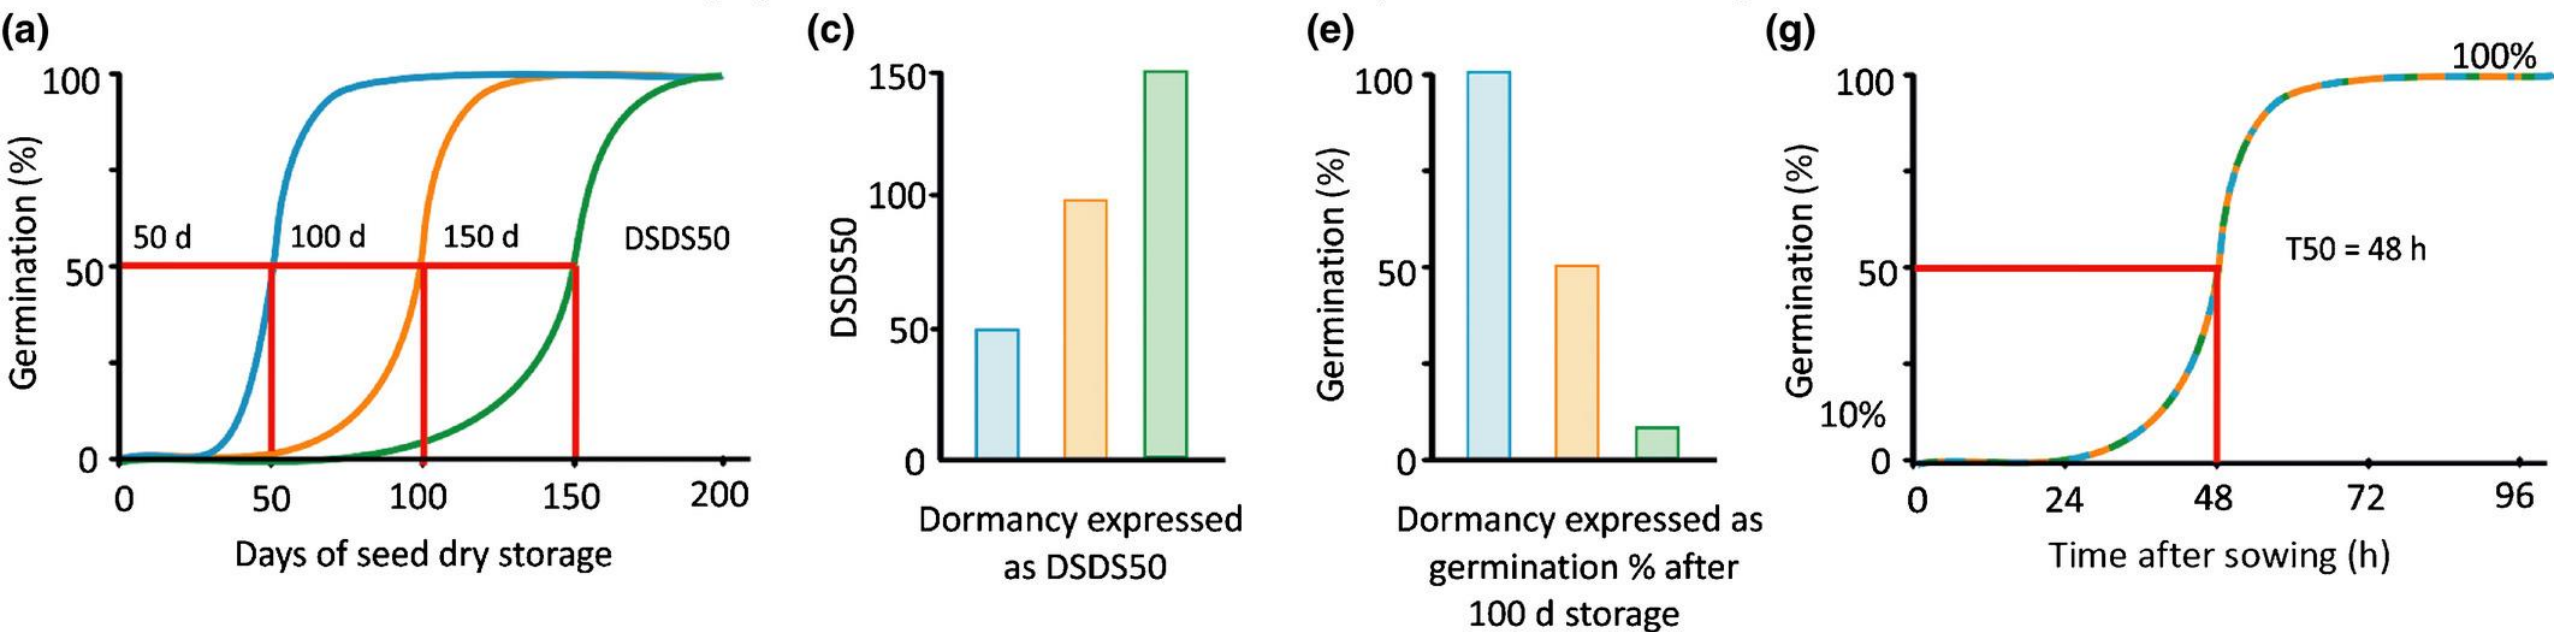 (a)
100
50
0
Germination (%)
50 d
100 d
150 d
DSDS50
0
50
100
150
200
Days of seed dry storage
(c)
150
100
50
0
DSDS50
Dormancy expressed
as DSDS50
(e)
100
50
0
Germination (%)
Dormancy expressed as
germination % after
100 d storage
(g)
100%
100
50
10%
0
Germination (%)
T50 = 48 h
0
24
48
72
96
Time after sowing (h)